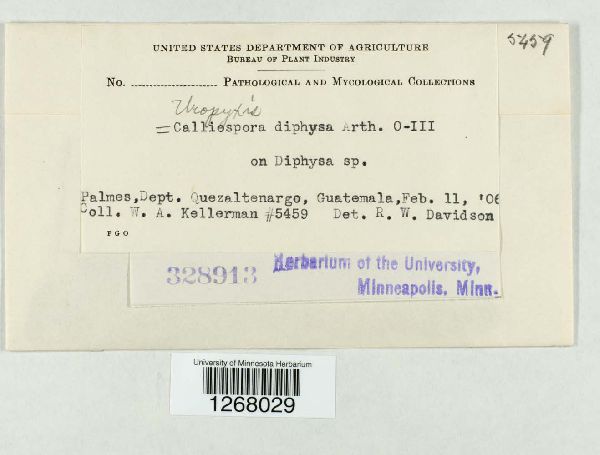 5459
UNITED STATES DEPARTMENT OF AGRICULTURE
BUREAU OF PLANT INDUSTRY
No. .................... PATHOLOGICAL AND MYCOLOGICAL COLLECTIONS
Uropyxis
=Calliospora diphysa Arth. O-III
on Diphysa sp.
Palmes,Dept. Quezaltenargo, Guatemala,Feb. 11, '06
Coll. W. A. Kellerman #5459 Det. R. W. Davidson
FGO
328913 Herbarium of the University,
Minneapolis, Minn.
University of Minnesota Herbarium
1268029